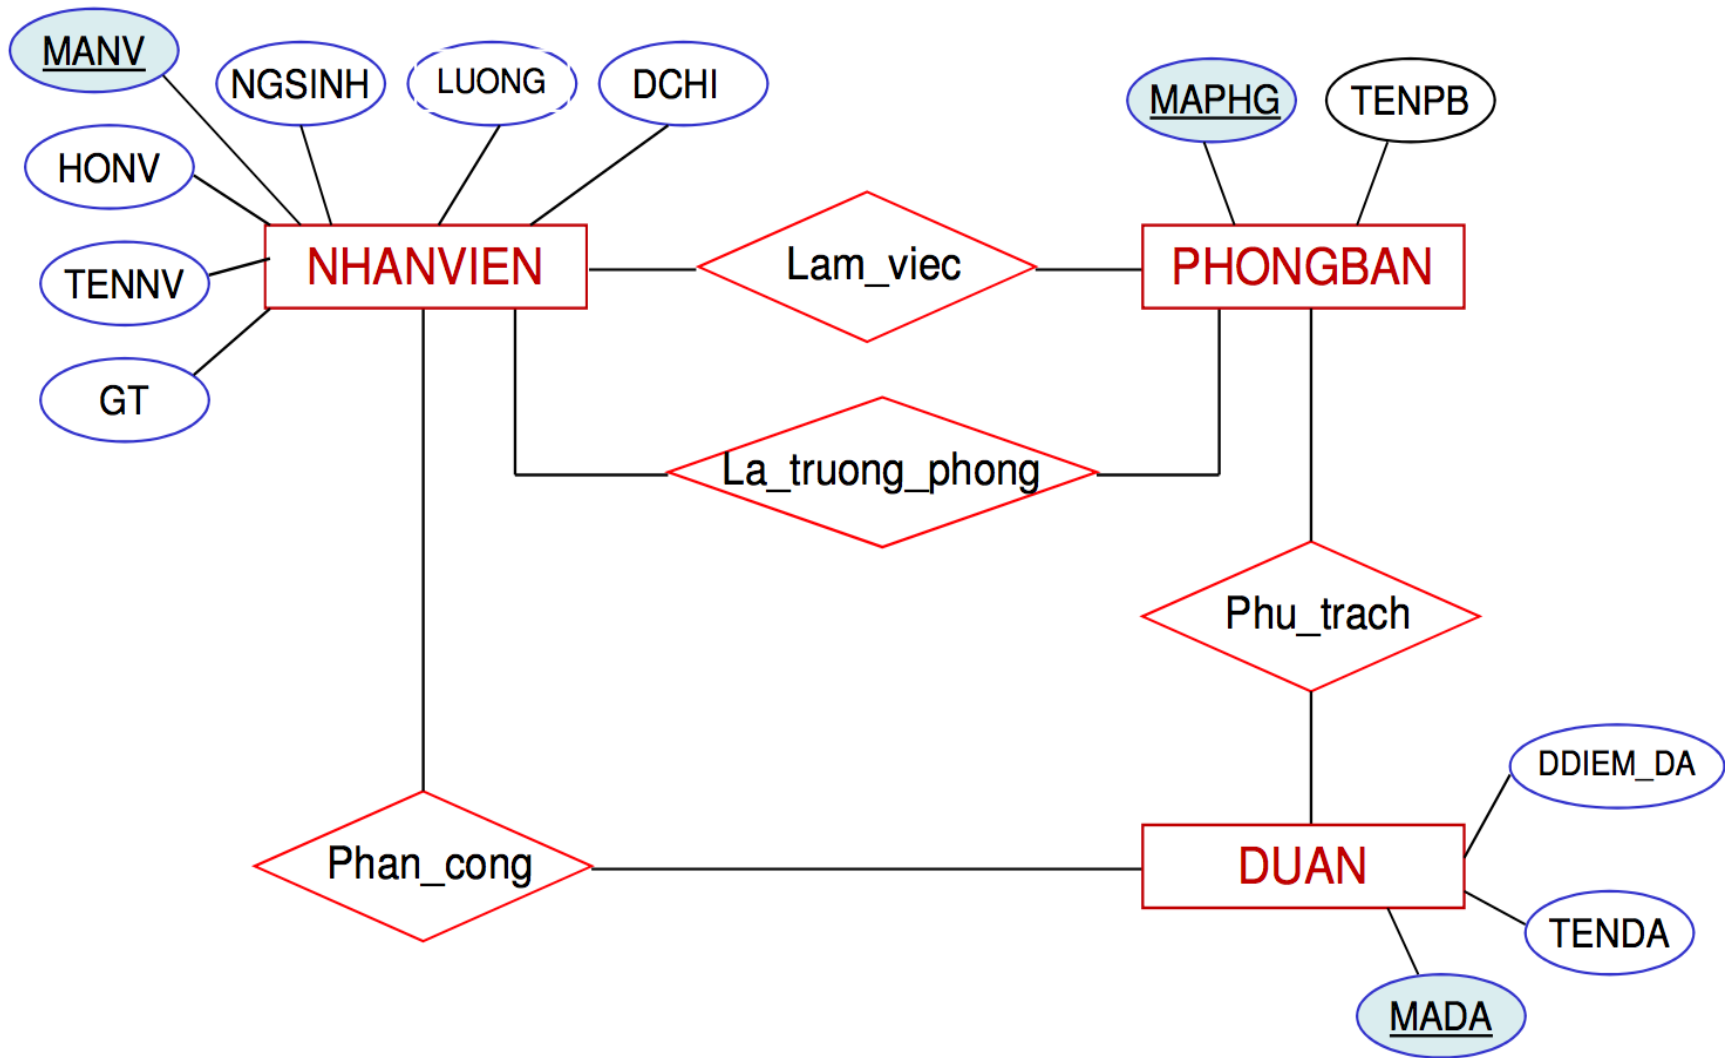 MANV
NGSINH
LUONG
DCHI
MAPHG
TENPB
HONV
TENNV
GT
NHANVIEN
Lam_viec
PHONGBAN
La_truong_phong
Phu_trach
Phan_cong
DUAN
DDIEM_DA
TENDA
MADA